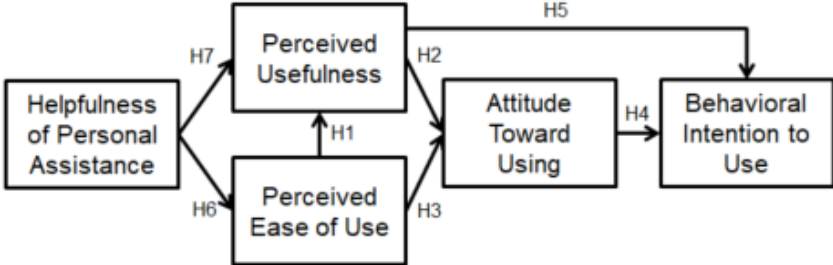 H5
Perceived
Usefulness
H7
H2
Helpfulness
of Personal
Assistance
Attitude
Toward
Using
H4
Behavioral
Intention to
Use
H1
Perceived
Ease of Use
H6
H3